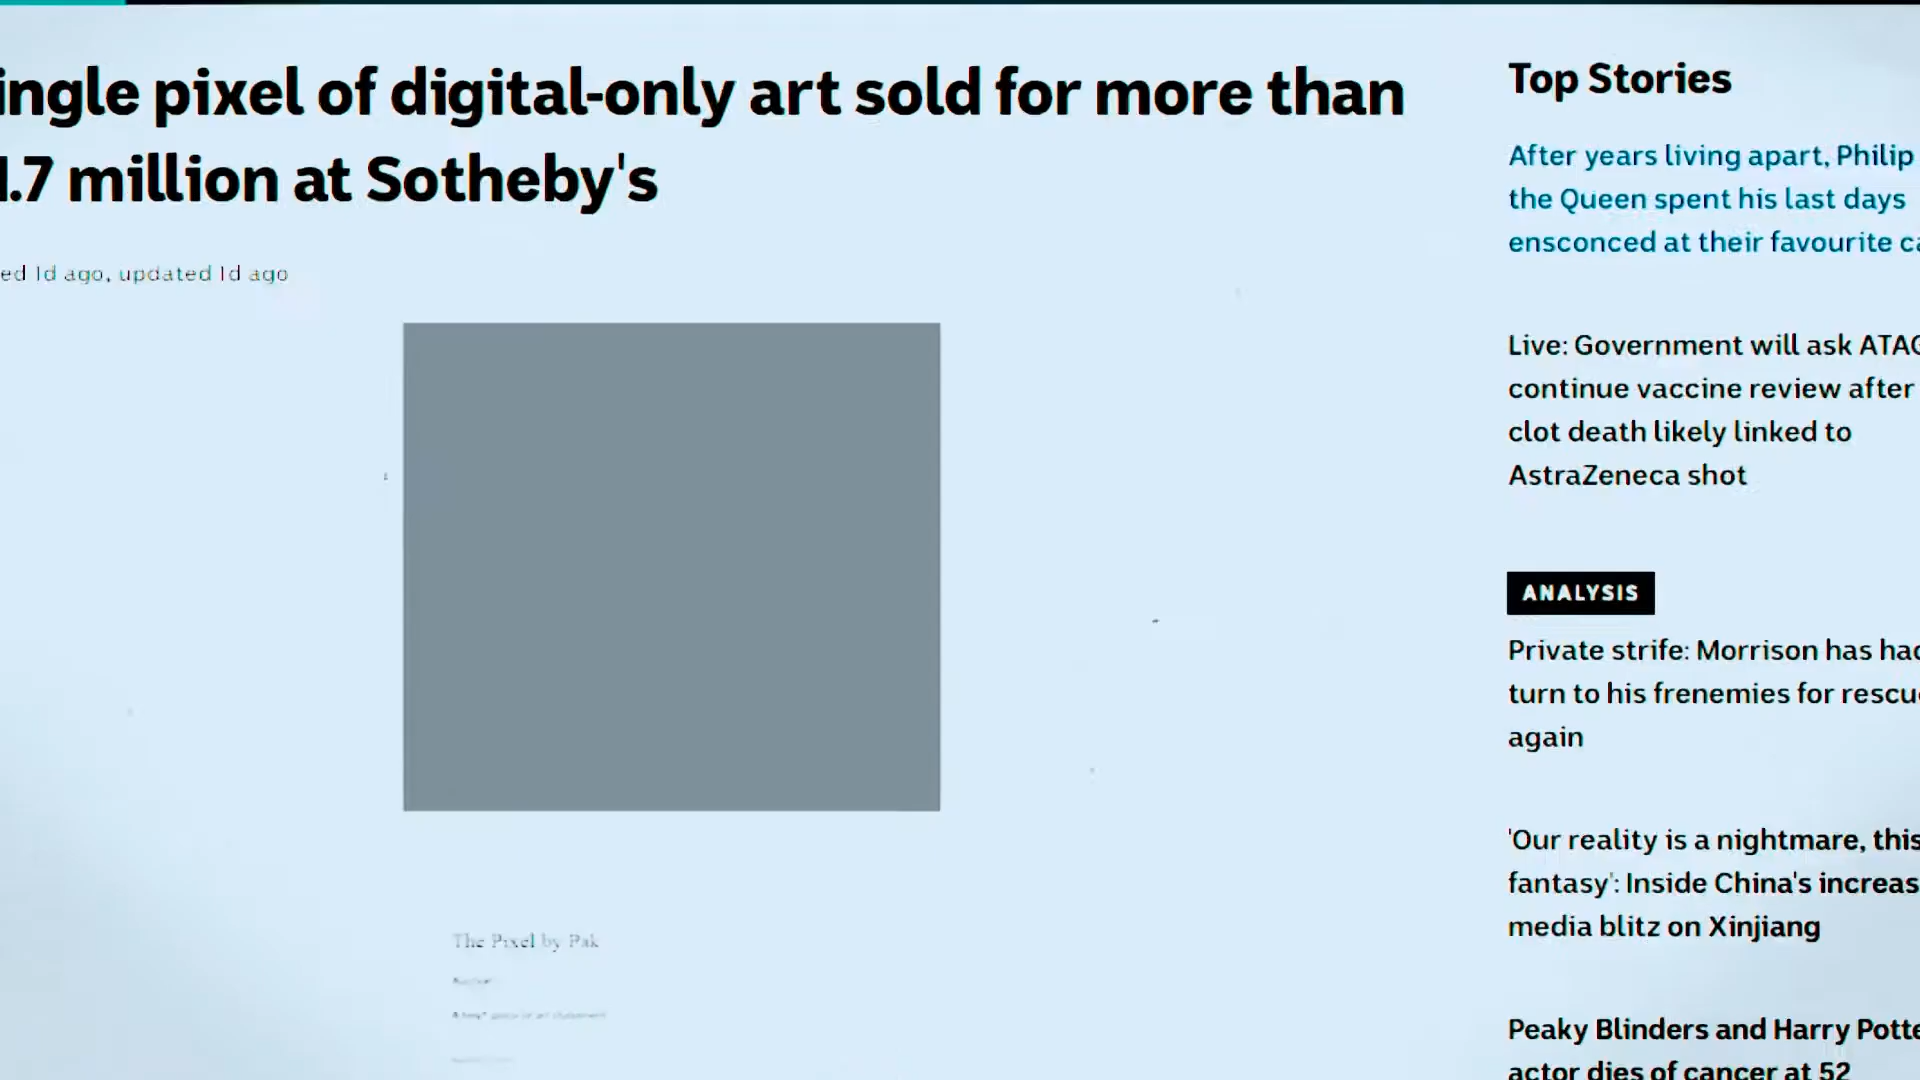 ingle pixel of digital-only art sold for more than
1.7 million at Sotheby's
ed 1d ago, updated 1d ago
The Pixel by Pak
Top Stories
After years living apart, Philip
the Queen spent his last days
ensconced at their favourite ca
Live: Government will ask ATAG
continue vaccine review after
clot death likely linked to
AstraZeneca shot
ANALYSIS
Private strife: Morrison has had
turn to his frenemies for rescue
again
'Our reality is a nightmare, this
fantasy': Inside China's increas
media blitz on Xinjiang
Peaky Blinders and Harry Potte
actor dies of cancer at 52